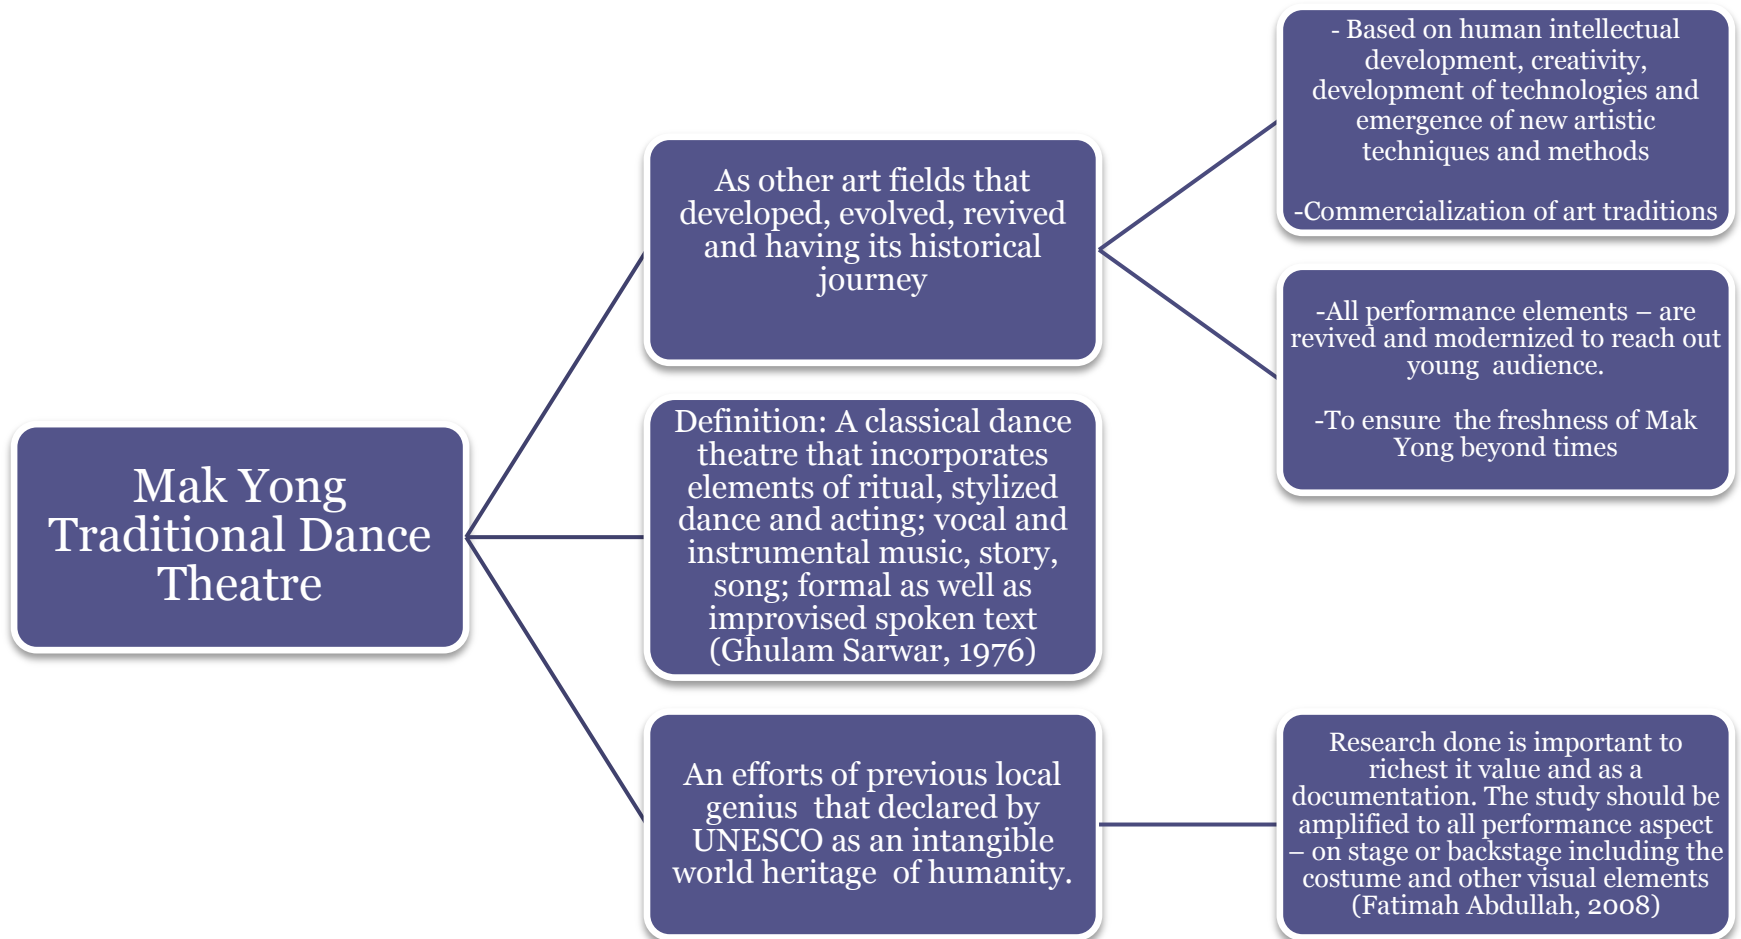 Mak Yong
Traditional Dance
Theatre
As other art fields that
developed, evolved, revived
and having its historical
journey
- Based on human intellectual
development, creativity,
development of technologies and
emergence of new artistic
techniques and methods
-Commercialization of art traditions
-All performance elements – are
revived and modernized to reach out
young audience.
-To ensure the freshness of Mak
Yong beyond times
Definition: A classical dance
theatre that incorporates
elements of ritual, stylized
dance and acting; vocal and
instrumental music, story,
song; formal as well as
improvised spoken text
(Ghulam Sarwar, 1976)
An efforts of previous local
genius that declared by
UNESCO as an intangible
world heritage of humanity.
Research done is important to
richest it value and as a
documentation. The study should be
amplified to all performance aspect
– on stage or backstage including the
costume and other visual elements
(Fatimah Abdullah, 2008)